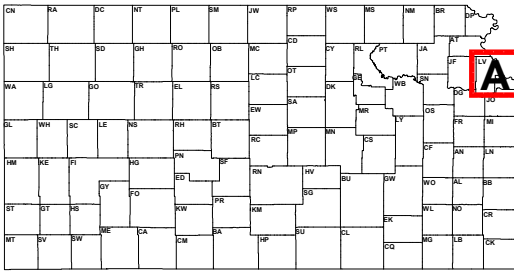 CN RA DC NT PL SM JW RP WS MS NM BR DP
AT
CD
SH TH SD GH RO OB MC CY RL PT JA
JF LV A
OT
LC GE
WA LG GO TR EL RS DK WB SN
DG JO
SA
EW MR OS
LY
GL WH SC LE NS RH BT FR MI
RC MP MN CS
CF
PN
HM KE FI HG SF AN LN
RN HV
ED BU GW
GY WO AL BB
FO SG
PR
ST GT HS KW KM WL NO
CR
EK
MT SV SW ME CA BA SU CL MG LB CK
CM HP CQ